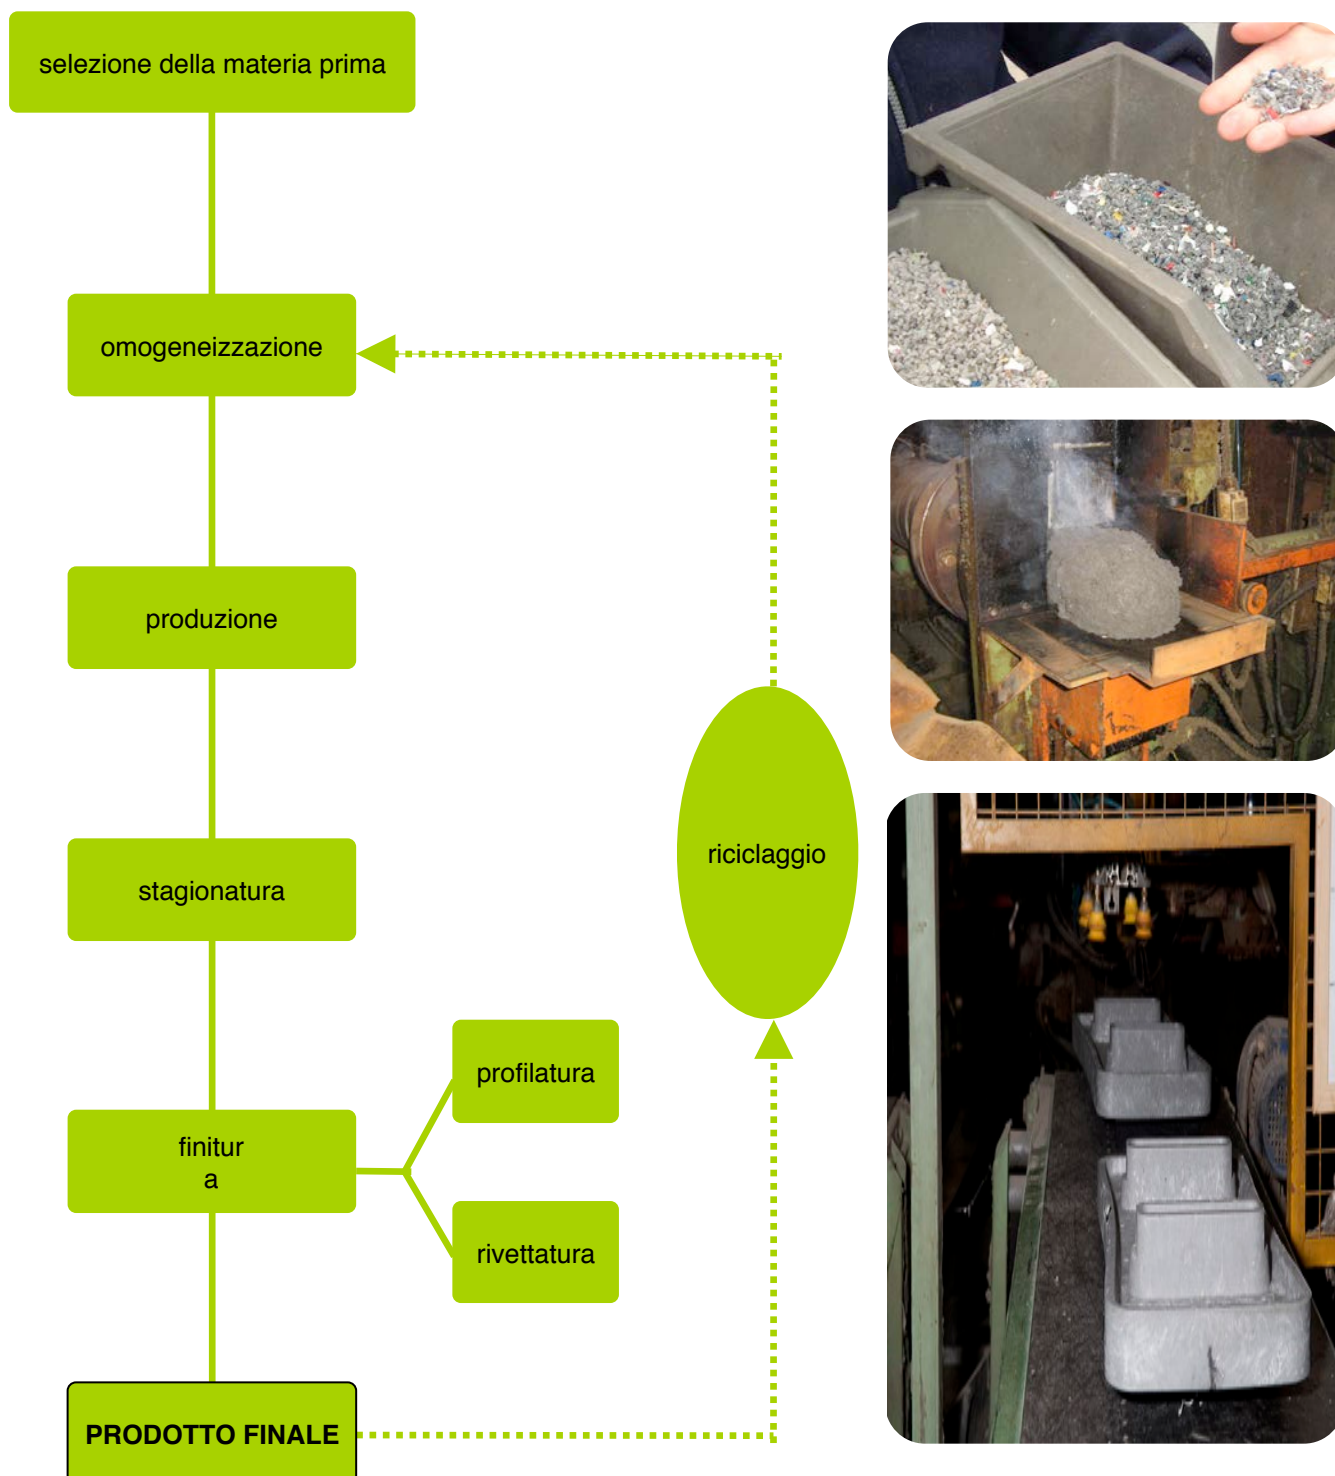 selezione della materia prima
omogeneizzazione
produzione
riciclaggio
stagionatura
profilatura
finitur
a
rivettatura
PRODOTTO FINALE